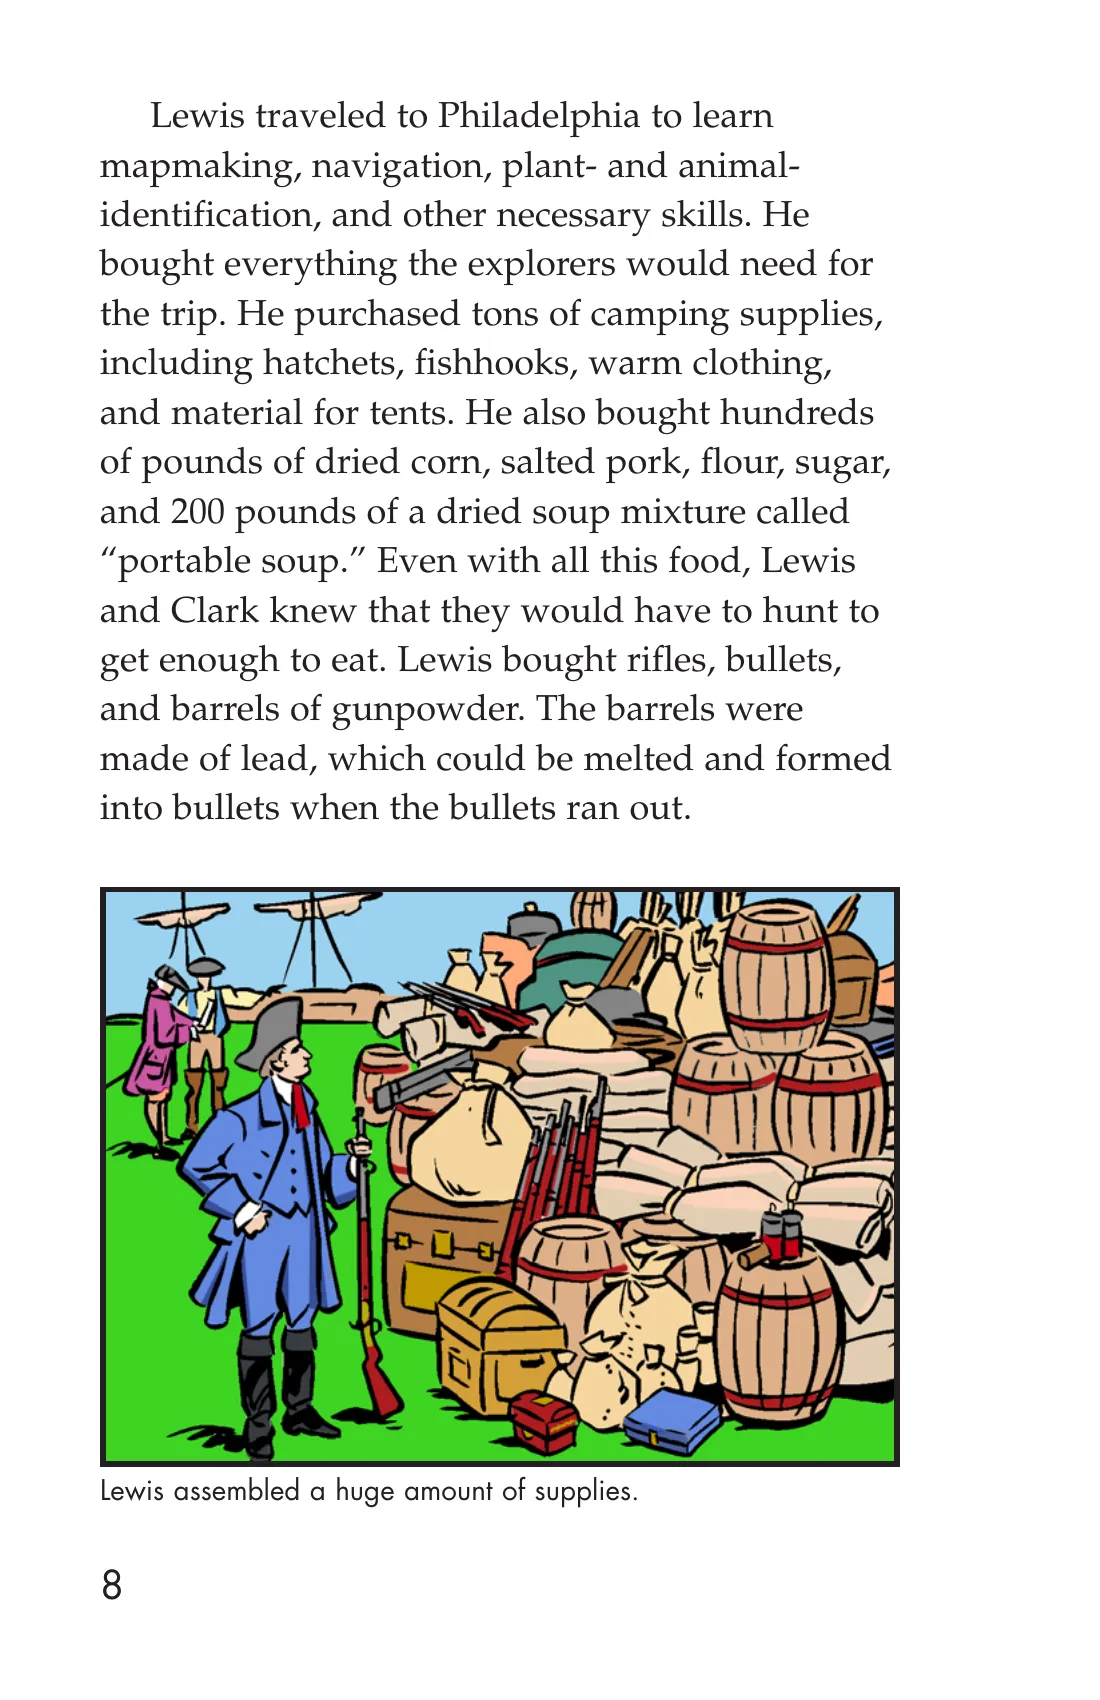 Lewis traveled to Philadelphia to learn
mapmaking, navigation, plant- and animal-
identification, and other necessary skills. He
bought everything the explorers would need for
the trip. He purchased tons of camping supplies,
including hatchets, fishhooks, warm clothing,
and material for tents. He also bought hundreds
of pounds of dried corn, salted pork, flour, sugar,
and 200 pounds of a dried soup mixture called
“portable soup.” Even with all this food, Lewis
and Clark knew that they would have to hunt to
get enough to eat. Lewis bought rifles, bullets,
and barrels of gunpowder. The barrels were
made of lead, which could be melted and formed
into bullets when the bullets ran out.
Lewis assembled a huge amount of supplies.
8